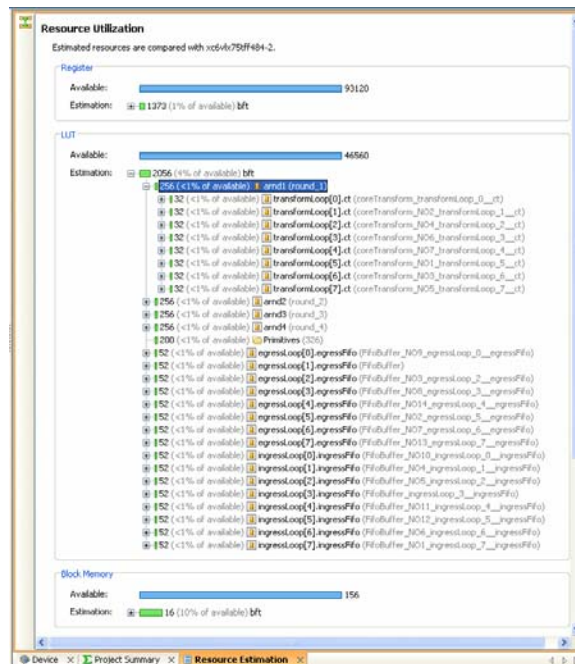 Resource Utilization
Estimated resources are compared with xc6vlx75tff484-2.
Register
Available: 93120
Estimation: 1373 (1% of available) bft
LUT
Available: 46560
Estimation: 2056 (4% of available) bft
256 (<1% of available) arnd1 (round_1)
32 (<1% of available) transformLoop[0].ct (coreTransform_transformLoop_0__ct)
32 (<1% of available) transformLoop[1].ct (coreTransform_NO2_transformLoop_1__ct)
32 (<1% of available) transformLoop[2].ct (coreTransform_NO4_transformLoop_2__ct)
32 (<1% of available) transformLoop[3].ct (coreTransform_NO6_transformLoop_3__ct)
32 (<1% of available) transformLoop[4].ct (coreTransform_NO7_transformLoop_4__ct)
32 (<1% of available) transformLoop[5].ct (coreTransform_NO1_transformLoop_5__ct)
32 (<1% of available) transformLoop[6].ct (coreTransform_NO3_transformLoop_6__ct)
32 (<1% of available) transformLoop[7].ct (coreTransform_NO5_transformLoop_7__ct)
256 (<1% of available) arnd2 (round_2)
256 (<1% of available) arnd3 (round_3)
256 (<1% of available) arnd4 (round_4)
200 (<1% of available) Primitives (326)
52 (<1% of available) egressLoop[0].egressFifo (FifoBuffer_NO9_egressLoop_0__egressFifo)
52 (<1% of available) egressLoop[1].egressFifo (FifoBuffer)
52 (<1% of available) egressLoop[2].egressFifo (FifoBuffer_NO3_egressLoop_2__egressFifo)
52 (<1% of available) egressLoop[3].egressFifo (FifoBuffer_NO8_egressLoop_3__egressFifo)
52 (<1% of available) egressLoop[4].egressFifo (FifoBuffer_NO14_egressLoop_4__egressFifo)
52 (<1% of available) egressLoop[5].egressFifo (FifoBuffer_NO2_egressLoop_5__egressFifo)
52 (<1% of available) egressLoop[6].egressFifo (FifoBuffer_NO7_egressLoop_6__egressFifo)
52 (<1% of available) egressLoop[7].egressFifo (FifoBuffer_NO13_egressLoop_7__egressFifo)
52 (<1% of available) ingressLoop[0].ingressFifo (FifoBuffer_NO10_ingressLoop_0__ingressFifo)
52 (<1% of available) ingressLoop[1].ingressFifo (FifoBuffer_NO4_ingressLoop_1__ingressFifo)
52 (<1% of available) ingressLoop[2].ingressFifo (FifoBuffer_NO5_ingressLoop_2__ingressFifo)
52 (<1% of available) ingressLoop[3].ingressFifo (FifoBuffer_ingressLoop_3__ingressFifo)
52 (<1% of available) ingressLoop[4].ingressFifo (FifoBuffer_NO11_ingressLoop_4__ingressFifo)
52 (<1% of available) ingressLoop[5].ingressFifo (FifoBuffer_NO12_ingressLoop_5__ingressFifo)
52 (<1% of available) ingressLoop[6].ingressFifo (FifoBuffer_NO6_ingressLoop_6__ingressFifo)
52 (<1% of available) ingressLoop[7].ingressFifo (FifoBuffer_NO1_ingressLoop_7__ingressFifo)
Block Memory
Available: 156
Estimation: 16 (10% of available) bft
Device Project Summary Resource Estimation